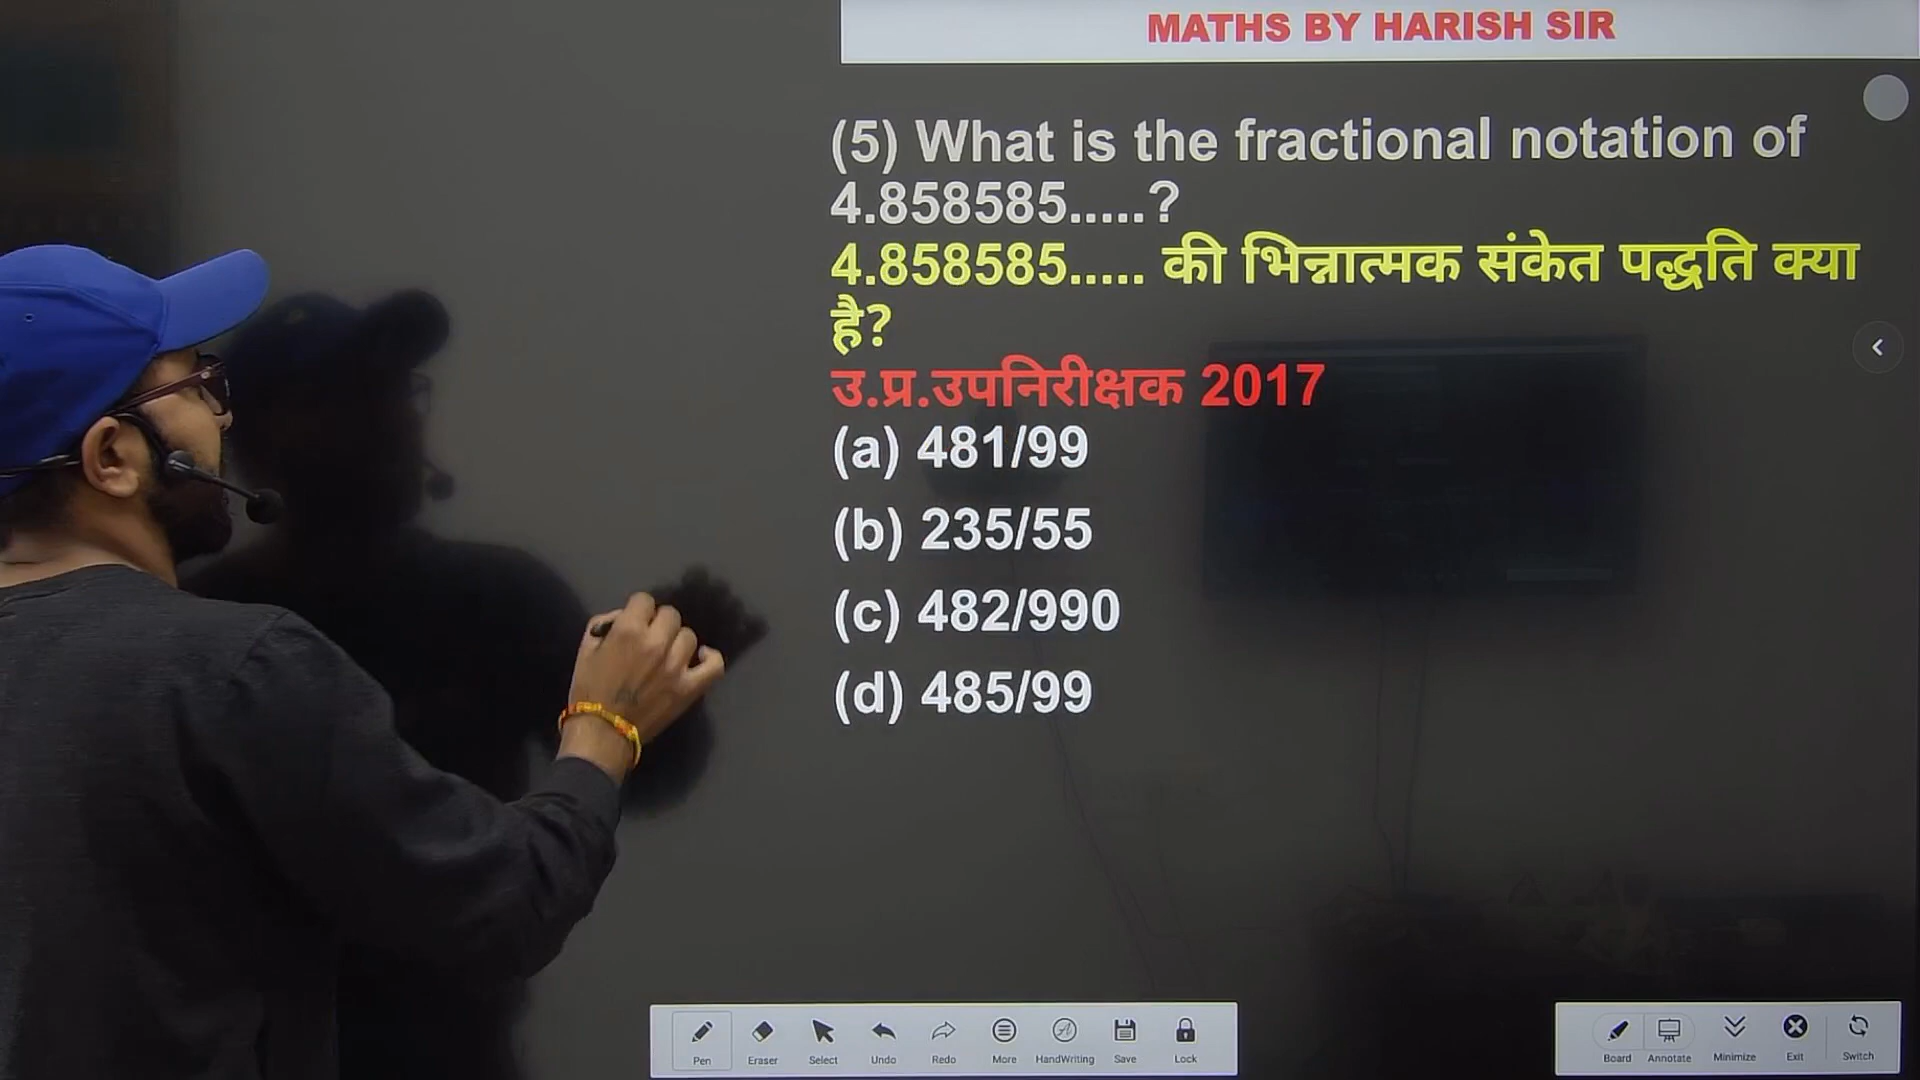 MATHS BY HARISH SIR
(5) What is the fractional notation of
4.858585.....?
4.858585..... की भिन्नात्मक संकेत पद्धति क्या
है?
उ.प्र.उपनिरीक्षक 2017
(a) 481/99
(b) 235/55
(c) 482/990
(d) 485/99
Pen Eraser Select Undo Redo More HandWriting Save Lock
Board Annotate Minimize Exit Switch